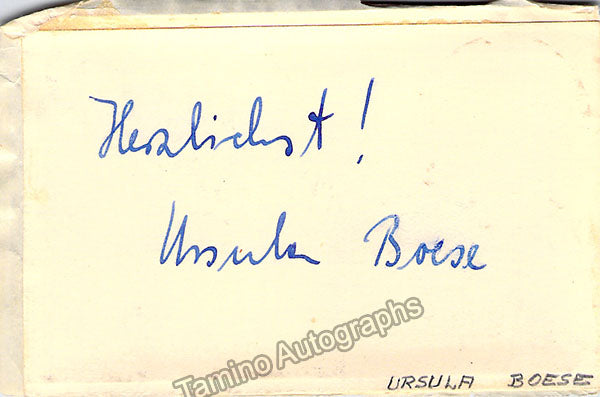 Herzlichst!
Ursula Boese
Tamino Autographs
URSULA BOESE